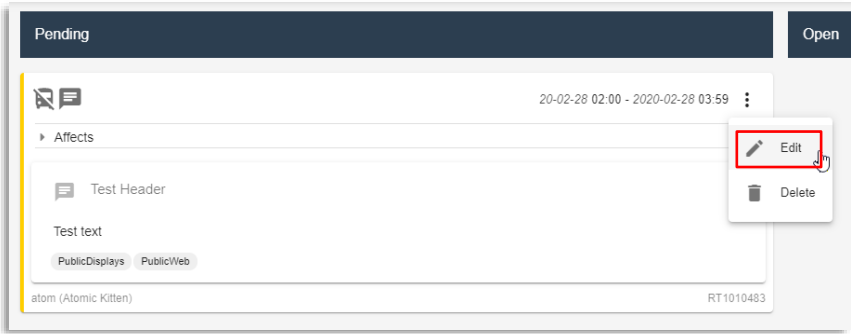 Pending
Open
20-02-28 02:00 - 2020-02-28 03:59
Affects
Edit
Test Header
Delete
Test text
PublicDisplays PublicWeb
atom (Atomic Kitten) RT1010483